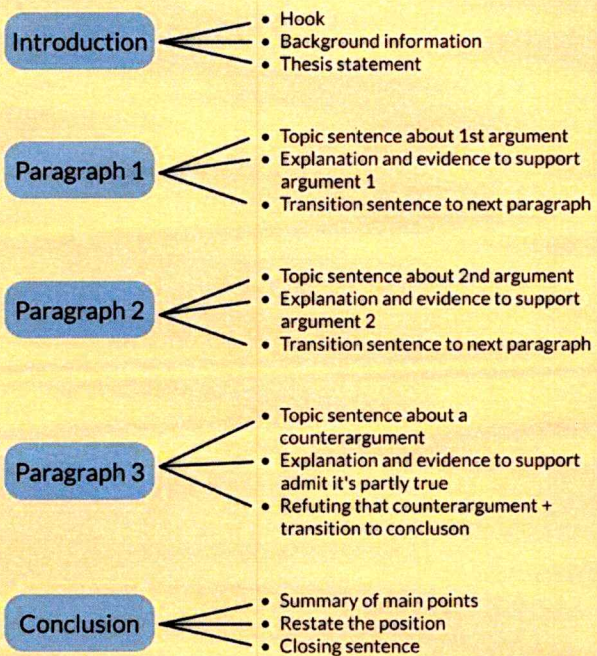 Introduction
• Hook
• Background information
• Thesis statement
Paragraph 1
• Topic sentence about 1st argument
• Explanation and evidence to support
argument 1
• Transition sentence to next paragraph
Paragraph 2
• Topic sentence about 2nd argument
• Explanation and evidence to support
argument 2
• Transition sentence to next paragraph
Paragraph 3
• Topic sentence about a
counterargument
• Explanation and evidence to support
admit it's partly true
• Refuting that counterargument +
transition to concluson
Conclusion
• Summary of main points
• Restate the position
• Closing sentence